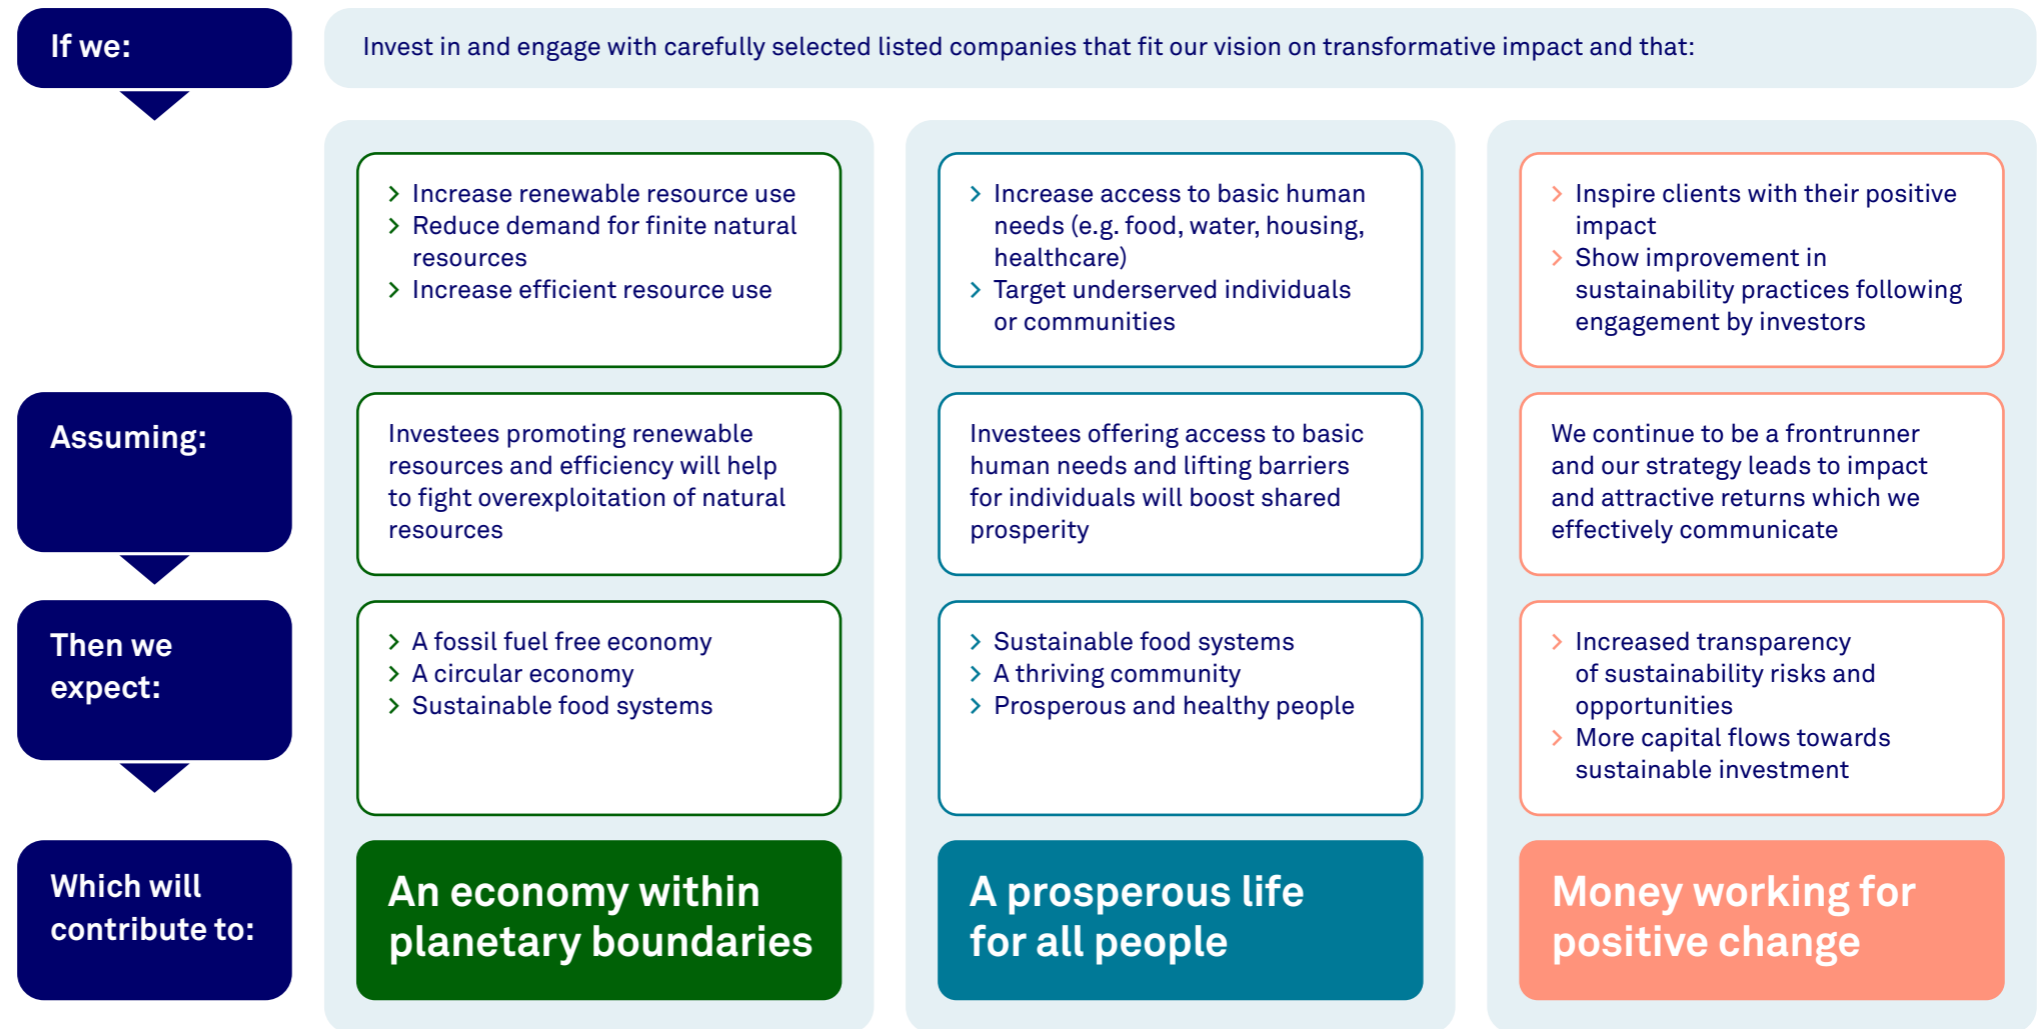 If we:
Invest in and engage with carefully selected listed companies that fit our vision on transformative impact and that:
> Increase renewable resource use
> Reduce demand for finite natural
resources
> Increase efficient resource use
> Increase access to basic human
needs (e.g. food, water, housing,
healthcare)
> Target underserved individuals
or communities
> Inspire clients with their positive
impact
> Show improvement in
sustainability practices following
engagement by investors
Assuming:
Investees promoting renewable
resources and efficiency will help
to fight overexploitation of natural
resources
Investees offering access to basic
human needs and lifting barriers
for individuals will boost shared
prosperity
We continue to be a frontrunner
and our strategy leads to impact
and attractive returns which we
effectively communicate
Then we
expect:
> A fossil fuel free economy
> A circular economy
> Sustainable food systems
> Sustainable food systems
> A thriving community
> Prosperous and healthy people
> Increased transparency
of sustainability risks and
opportunities
> More capital flows towards
sustainable investment
Which will
contribute to:
An economy within
planetary boundaries
A prosperous life
for all people
Money working for
positive change